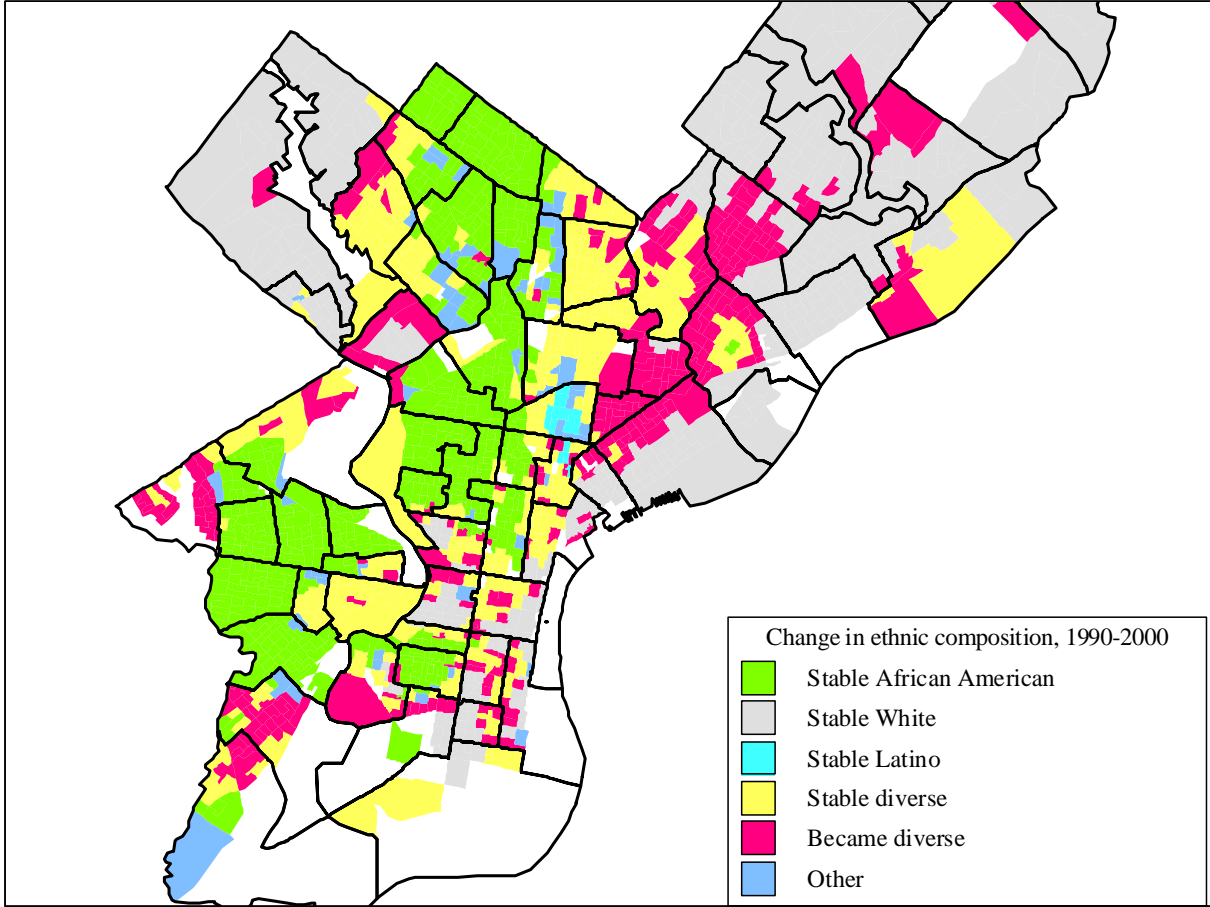 Change in ethnic composition, 1990-2000
Stable African American
Stable White
Stable Latino
Stable diverse
Became diverse
Other